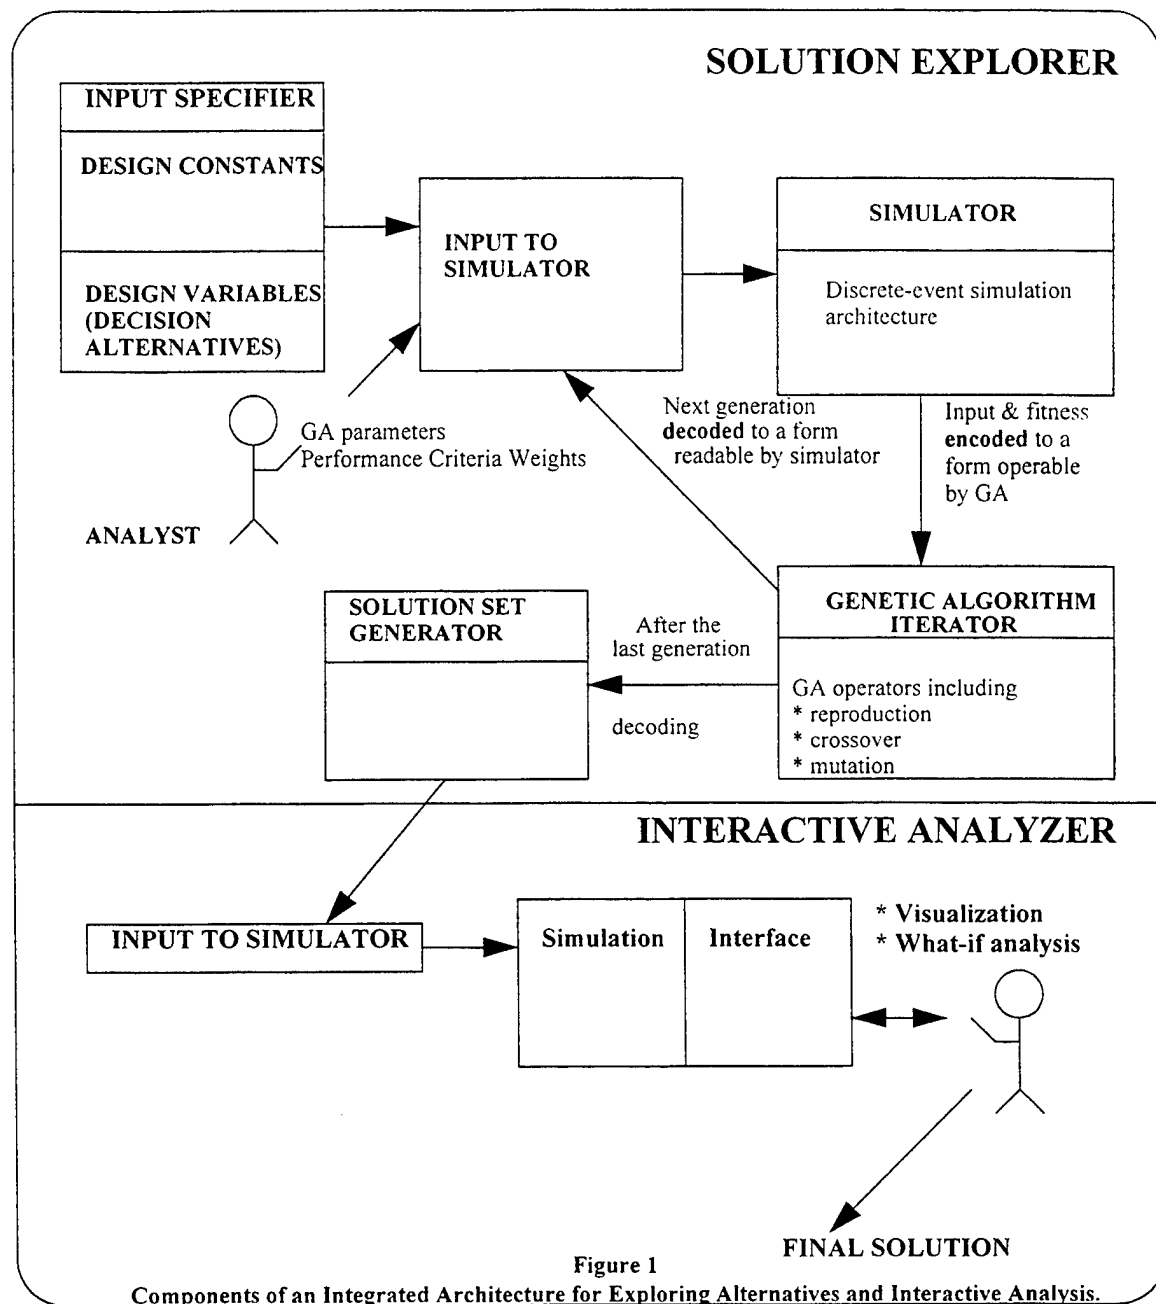 SOLUTION EXPLORER
INPUT SPECIFIER
DESIGN CONSTANTS
DESIGN VARIABLES
(DECISION
ALTERNATIVES)
INPUT TO
SIMULATOR
SIMULATOR
Discrete-event simulation
architecture
GA parameters
Performance Criteria Weights
ANALYST
Next generation
decoded to a form
readable by simulator
Input & fitness
encoded to a
form operable
by GA
SOLUTION SET
GENERATOR
After the
last generation
decoding
GENETIC ALGORITHM
ITERATOR
GA operators including
* reproduction
* crossover
* mutation
INTERACTIVE ANALYZER
INPUT TO SIMULATOR
Simulation
Interface
* Visualization
* What-if analysis
FINAL SOLUTION
Figure 1
Components of an Integrated Architecture for Exploring Alternatives and Interactive Analysis.